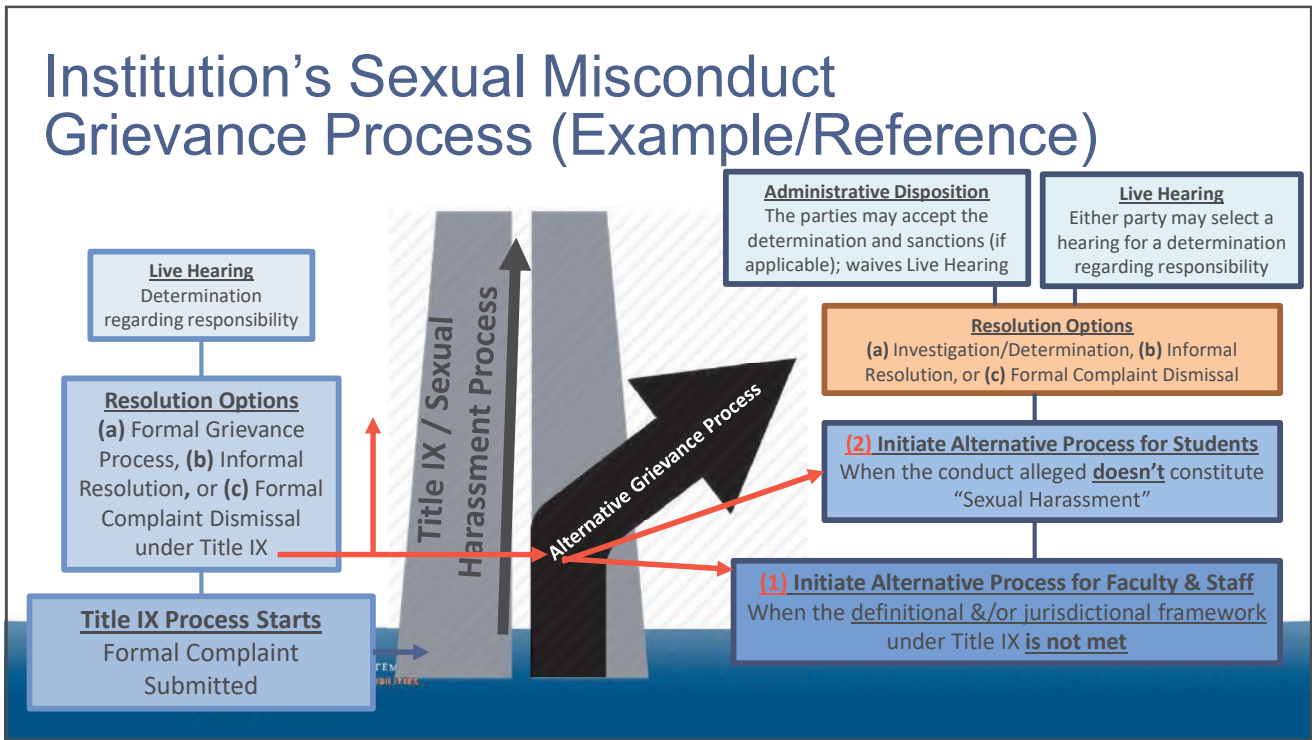 Institution's Sexual Misconduct
Grievance Process (Example/Reference)
Live Hearing
Determination
regarding responsibility
Resolution Options
(a) Formal Grievance
Process, (b) Informal
Resolution, or (c) Formal
Complaint Dismissal
under Title IX
Title IX Process Starts
Formal Complaint
Submitted
Title IX / Sexual
Harassment Process
Alternative Grievance Process
Administrative Disposition
The parties may accept the
determination and sanctions (if
applicable); waives Live Hearing
Live Hearing
Either party may select a
hearing for a determination
regarding responsibility
Resolution Options
(a) Investigation/Determination, (b) Informal
Resolution, or (c) Formal Complaint Dismissal
(2) Initiate Alternative Process for Students
When the conduct alleged doesn't constitute
“Sexual Harassment”
(1) Initiate Alternative Process for Faculty & Staff
When the definitional &/or jurisdictional framework
under Title IX is not met